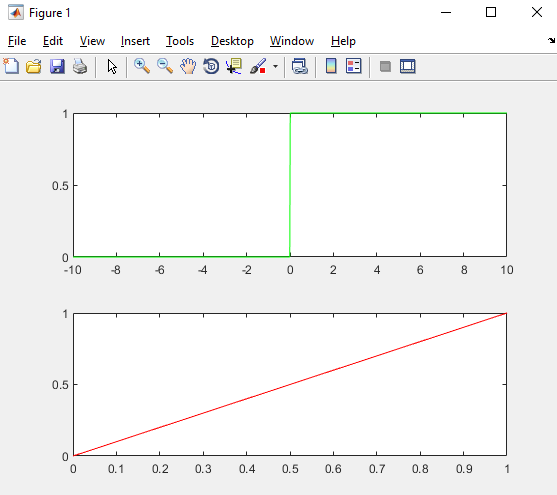 Figure 1
File Edit View Insert Tools Desktop Window Help
1
0.5
0
-10 -8 -6 -4 -2 0 2 4 6 8 10
1
0.5
0
0 0.1 0.2 0.3 0.4 0.5 0.6 0.7 0.8 0.9 1